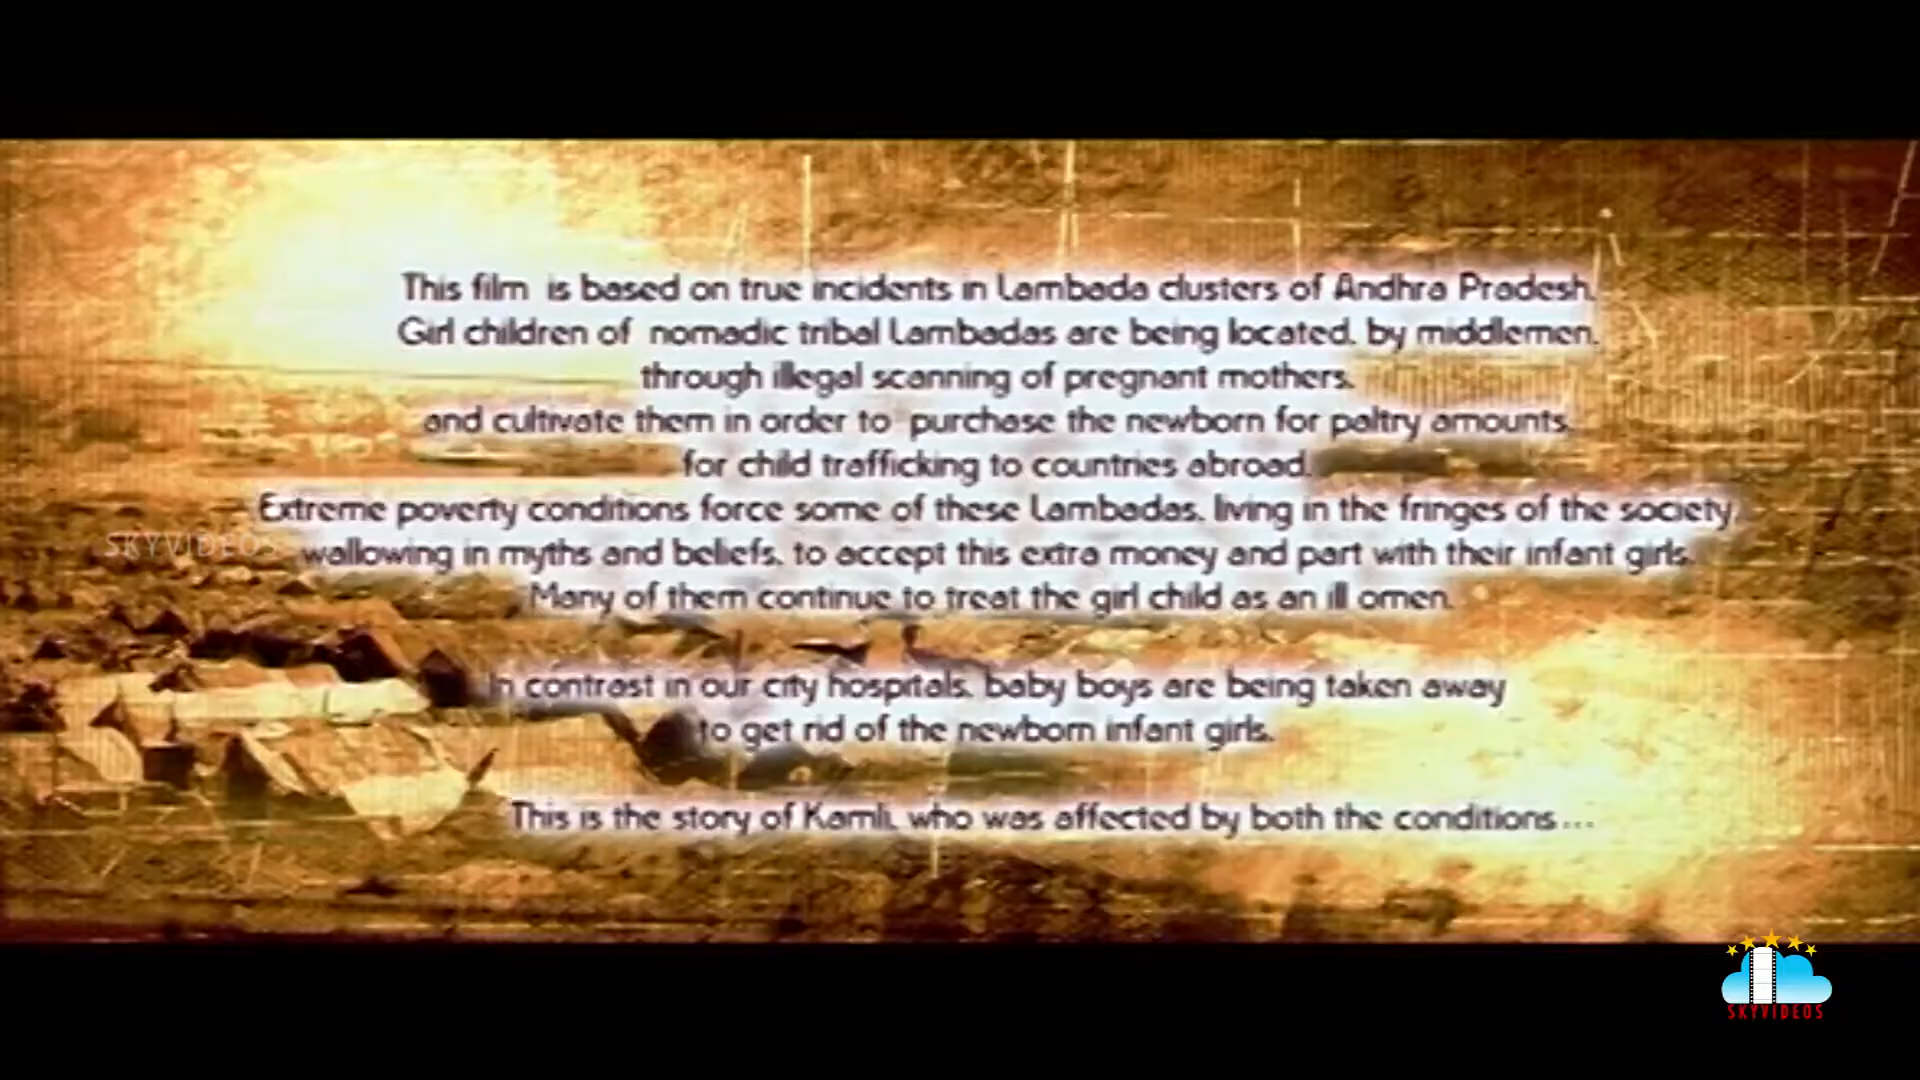 This film is based on true incidents in Lambada clusters of Andhra Pradesh.
Girl children of nomadic tribal Lambadas are being located, by middlemen,
through illegal scanning of pregnant mothers,
and cultivate them in order to purchase the newborn for paltry amounts,
for child trafficking to countries abroad.
Extreme poverty conditions force some of these Lambadas, living in the fringes of the society,
SKYVIDEOS
wallowing in myths and beliefs, to accept this extra money and part with their infant girls.
Many of them continue to treat the girl child as an ill omen.
In contrast in our city hospitals, baby boys are being taken away
to get rid of the newborn infant girls.
This is the story of Kamli, who was affected by both the conditions...
SKYVIDEOS